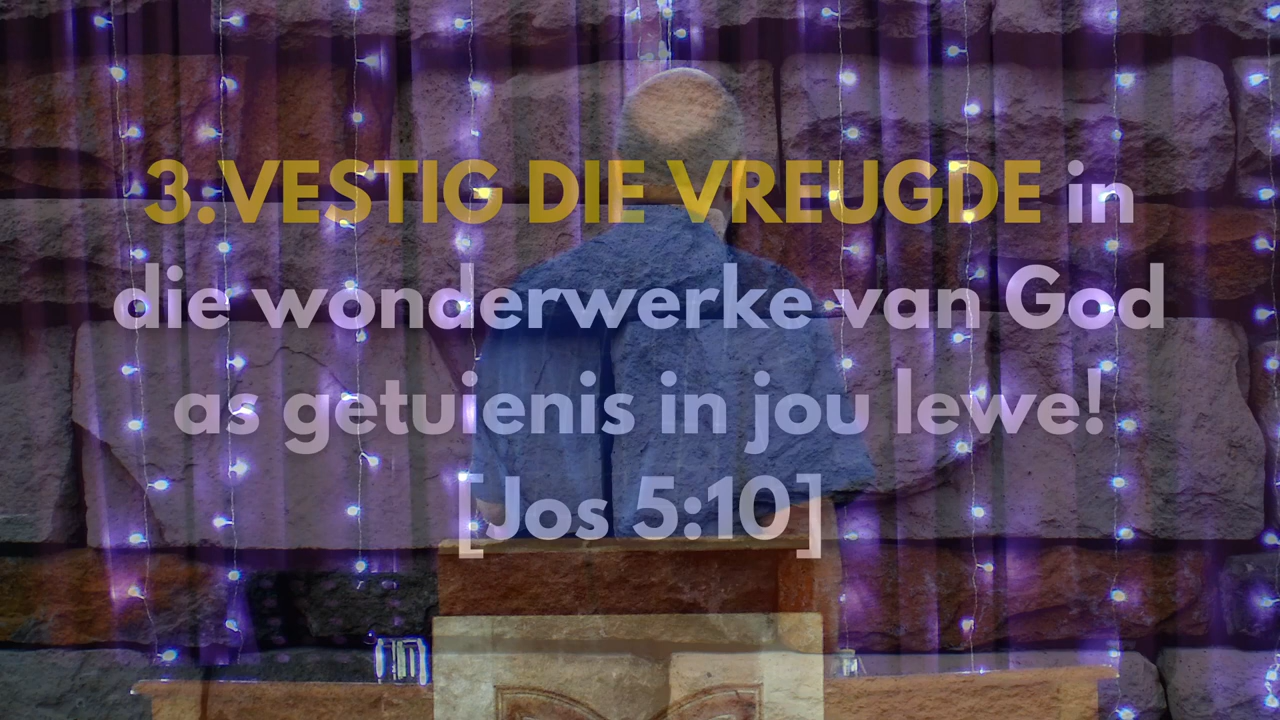 3.VESTIG DIE VREUGDE in
die wonderwerke van God
as getuienis in jou lewe!
[Jos 5:10]